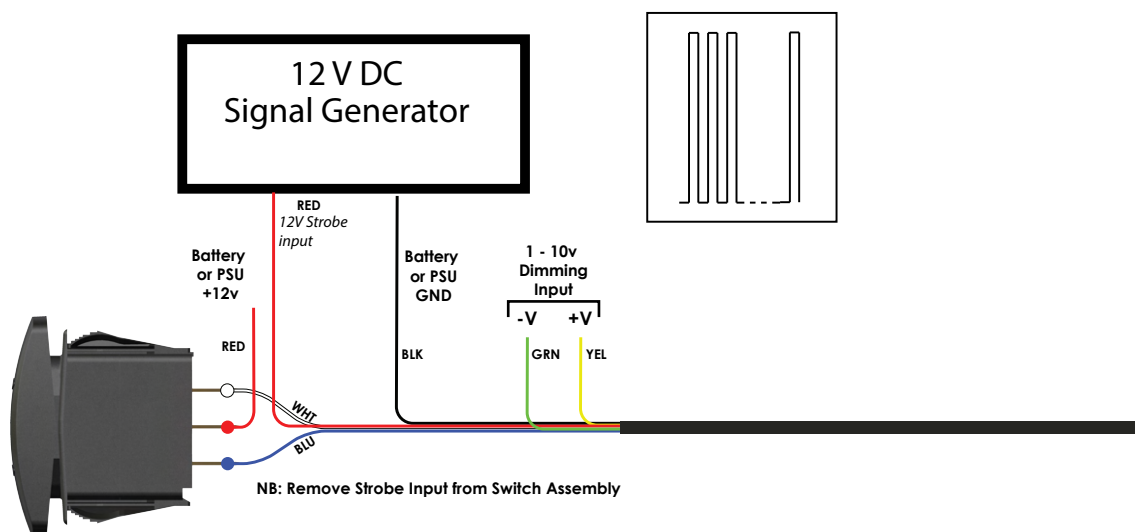 12 V DC
Signal Generator
RED
12V Strobe
input
Battery
or PSU
+12v
Battery
or PSU
GND
1 - 10v
Dimming
Input
-V +V
RED
BLK
GRN
YEL
WHT
BLU
NB: Remove Strobe Input from Switch Assembly